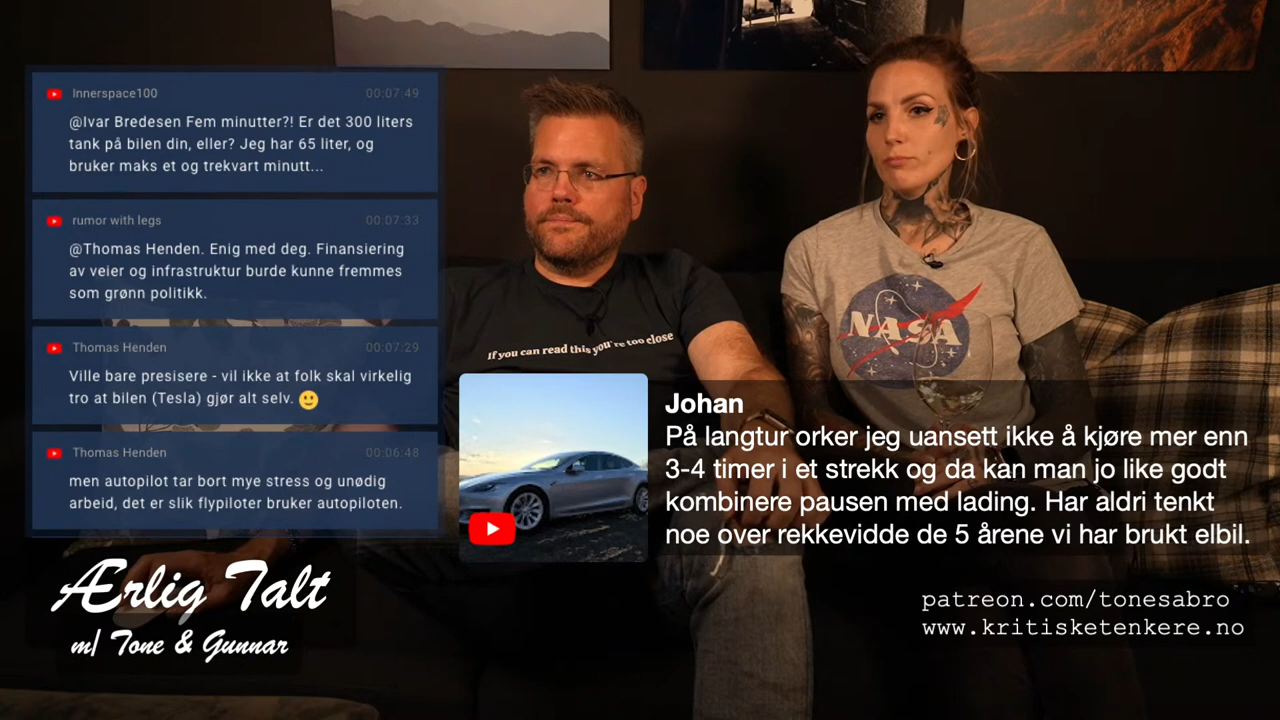 Innerspace100 00:07:49
@Ivar Bredesen Fem minutter?! Er det 300 liters
tank på bilen din, eller? Jeg har 65 liter, og
bruker maks et og trekvart minutt...
rumor with legs 00:07:33
@Thomas Henden. Enig med deg. Finansiering
av veier og infrastruktur burde kunne fremmes
som grønn politikk.
Thomas Henden 00:07:29
Ville bare presisere - vil ikke at folk skal virkelig
tro at bilen (Tesla) gjør alt selv. 🙂
Thomas Henden 00:06:48
men autopilot tar bort mye stress og unødig
arbeid, det er slik flypiloter bruker autopiloten.
If you can read this you're too close
NASA
Johan
På langtur orker jeg uansett ikke å kjøre mer enn
3-4 timer i et strekk og da kan man jo like godt
kombinere pausen med lading. Har aldri tenkt
noe over rekkevidde de 5 årene vi har brukt elbil.
Ærlig Talt
m/ Tone & Gunnar
patreon.com/tonesabro
www.kritisketenkere.no